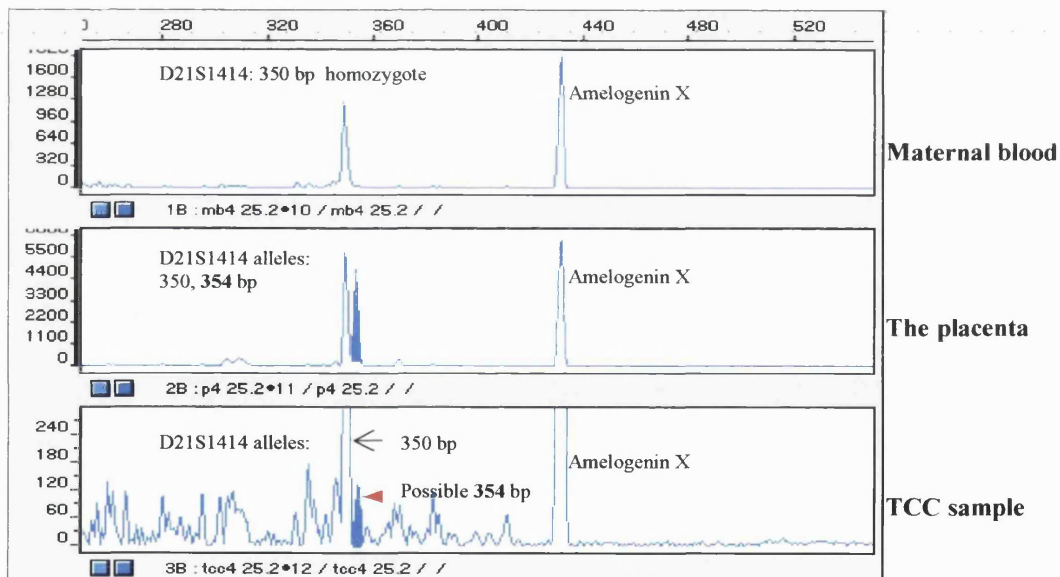 280 320 360 400 440 480 520
1600
1280
960
640
320
0
D21S1414: 350 bp homozygote
Amelogenin X
Maternal blood
1B : mb4 25.2•10 / mb4 25.2 / /
5500
4400
3300
2200
1100
0
D21S1414 alleles:
350, 354 bp
Amelogenin X
The placenta
2B : p4 25.2•11 / p4 25.2 / /
240
180
120
60
0
D21S1414 alleles:
350 bp
Possible 354 bp
Amelogenin X
TCC sample
3B : tcc4 25.2•12 / tcc4 25.2 / /